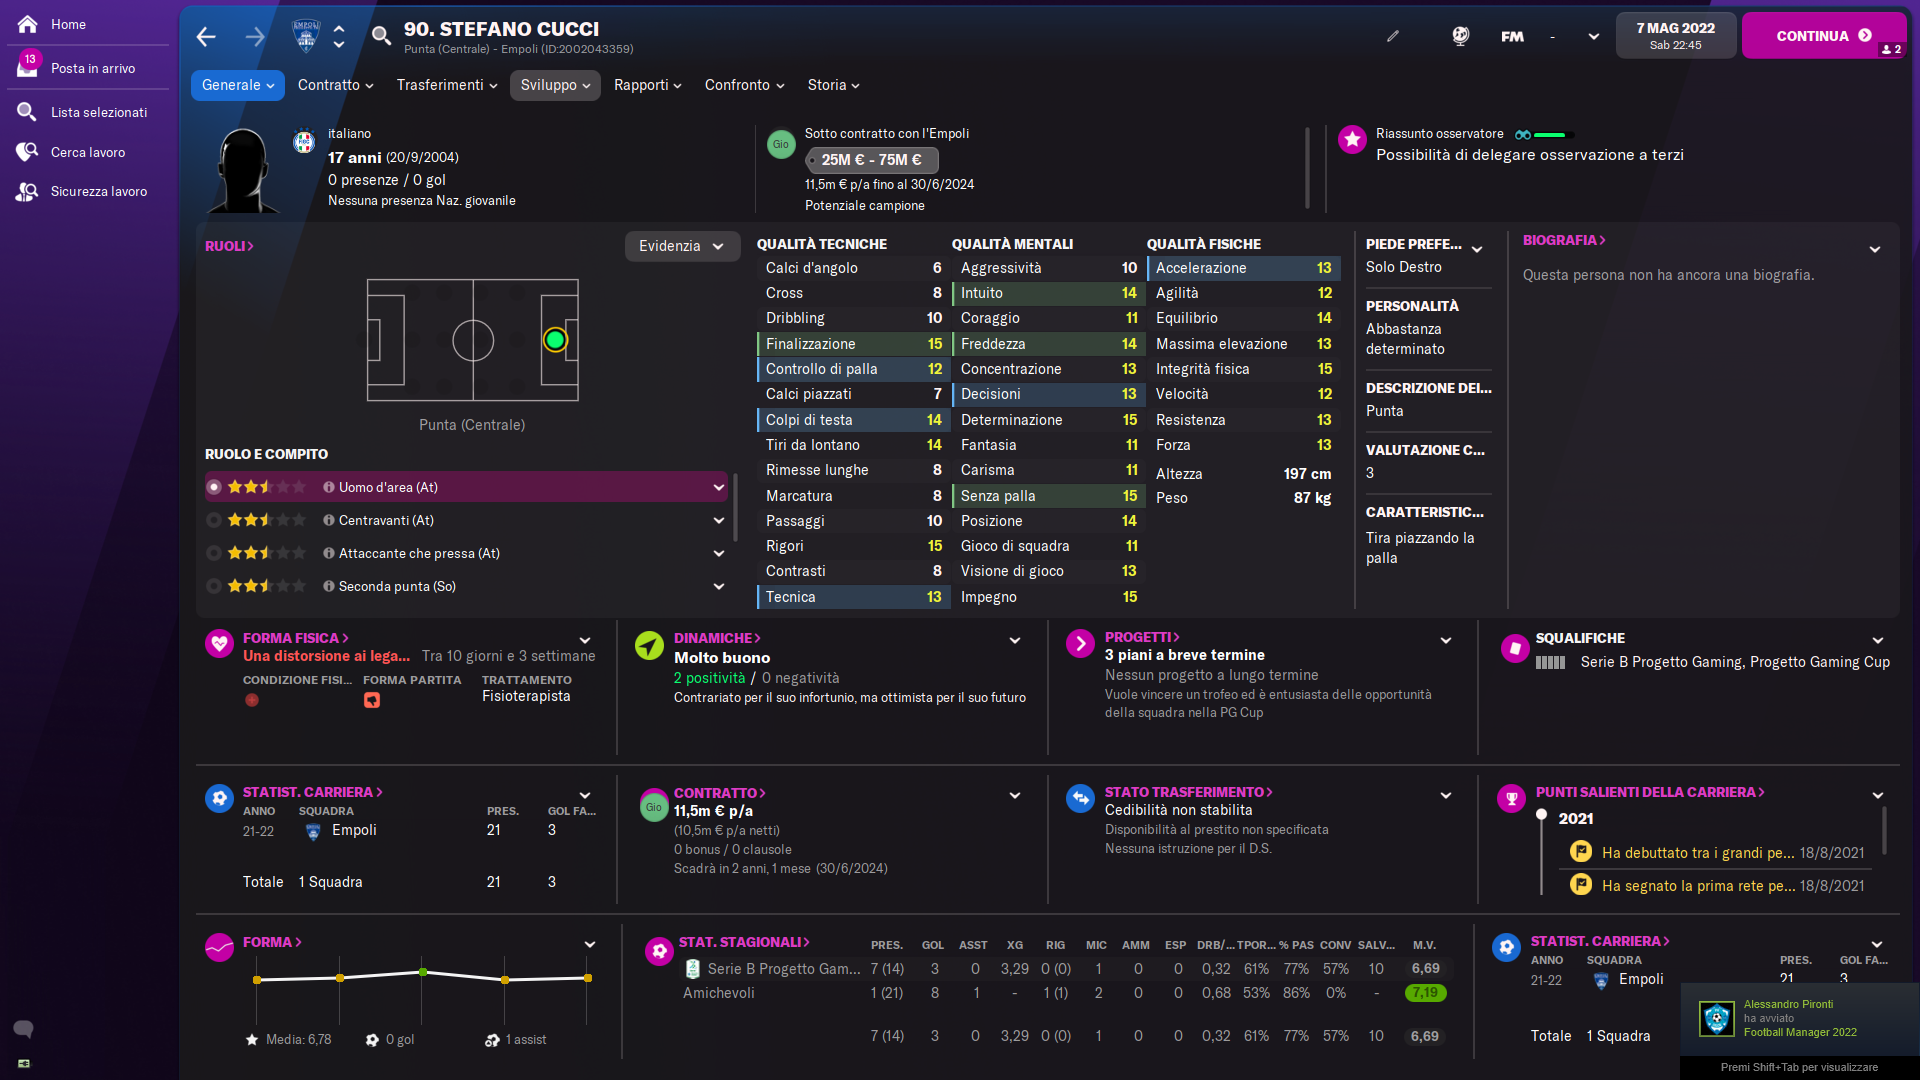 Home
13
Posta in arrivo
Lista selezionati
Cerca lavoro
Sicurezza lavoro
90. STEFANO CUCCI
Punta (Centrale) - Empoli (ID:2002043359)
FM
-
7 MAG 2022
Sab 22:45
CONTINUA
2
Generale
Contratto
Trasferimenti
Sviluppo
Rapporti
Confronto
Storia
italiano
17 anni (20/9/2004)
0 presenze / 0 gol
Nessuna presenza Naz. giovanile
Gio
Sotto contratto con l'Empoli
25M € - 75M €
11,5m € p/a fino al 30/6/2024
Potenziale campione
Riassunto osservatore
Possibilità di delegare osservazione a terzi
RUOLI
Evidenzia
Punta (Centrale)
RUOLO E COMPITO
Uomo d'area (At)
Centravanti (At)
Attaccante che pressa (At)
Seconda punta (So)
QUALITÀ TECNICHE
Calci d'angolo 6
Cross 8
Dribbling 10
Finalizzazione 15
Controllo di palla 12
Calci piazzati 7
Colpi di testa 14
Tiri da lontano 14
Rimesse lunghe 8
Marcatura 8
Passaggi 10
Rigori 15
Contrasti 8
Tecnica 13
QUALITÀ MENTALI
Aggressività 10
Intuito 14
Coraggio 11
Freddezza 14
Concentrazione 13
Decisioni 13
Determinazione 15
Fantasia 11
Carisma 11
Senza palla 15
Posizione 14
Gioco di squadra 11
Visione di gioco 13
Impegno 15
QUALITÀ FISICHE
Accelerazione 13
Agilità 12
Equilibrio 14
Massima elevazione 13
Integrità fisica 15
Velocità 12
Resistenza 13
Forza 13
Altezza 197 cm
Peso 87 kg
PIEDE PREFE...
Solo Destro
PERSONALITÀ
Abbastanza
determinato
DESCRIZIONE DEI...
Punta
VALUTAZIONE C...
3
CARATTERISTIC...
Tira piazzando la
palla
BIOGRAFIA
Questa persona non ha ancora una biografia.
FORMA FISICA
Una distorsione ai lega... Tra 10 giorni e 3 settimane
CONDIZIONE FISI... FORMA PARTITA TRATTAMENTO
Fisioterapista
DINAMICHE
Molto buono
2 positività / 0 negatività
Contrariato per il suo infortunio, ma ottimista per il suo futuro
PROGETTI
3 piani a breve termine
Nessun progetto a lungo termine
Vuole vincere un trofeo ed è entusiasta delle opportunità
della squadra nella PG Cup
SQUALIFICHE
Serie B Progetto Gaming, Progetto Gaming Cup
STATIST. CARRIERA
ANNO SQUADRA PRES. GOL FA...
21-22 Empoli 21 3
Totale 1 Squadra 21 3
Gio
CONTRATTO
11,5m € p/a
(10,5m € p/a netti)
0 bonus / 0 clausole
Scadrà in 2 anni, 1 mese (30/6/2024)
STATO TRASFERIMENTO
Cedibilità non stabilita
Disponibilità al prestito non specificata
Nessuna istruzione per il D.S.
PUNTI SALIENTI DELLA CARRIERA
2021
Ha debuttato tra i grandi pe... 18/8/2021
Ha segnato la prima rete pe... 18/8/2021
FORMA
Media: 6,78
0 gol
1 assist
STAT. STAGIONALI PRES. GOL ASST XG RIG MIC AMM ESP DRB/... TPOR... % PAS CONV SALV... M.V.
Serie B Progetto Gam... 7 (14) 3 0 3,29 0 (0) 1 0 0 0,32 61% 77% 57% 10 6,69
Amichevoli 1 (21) 8 1 - 1 (1) 2 0 0 0,68 53% 86% 0% - 7,19
7 (14) 3 0 3,29 0 (0) 1 0 0 0,32 61% 77% 57% 10 6,69
STATIST. CARRIERA
ANNO SQUADRA PRES. GOL FA...
21-22 Empoli 21 3
Totale 1 Squadra
Alessandro Pironti
ha avviato
Football Manager 2022
Premi Shift+Tab per visualizzare